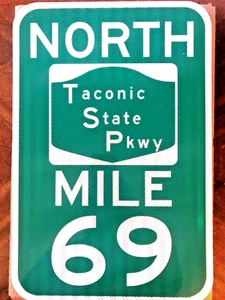 NORTH
Taconic
State
Pkwy
MILE
69